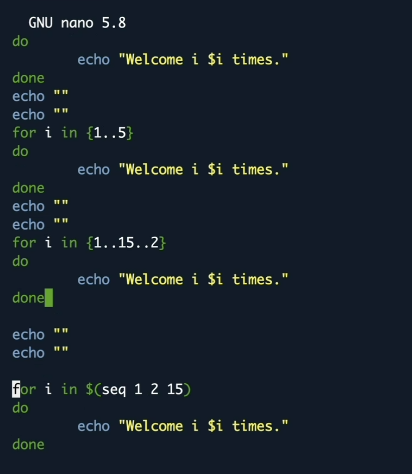 GNU nano 5.8
do
        echo "Welcome i $i times."
done
echo ""
echo ""
for i in {1..5}
do
        echo "Welcome i $i times."
done
echo ""
echo ""
for i in {1..15..2}
do
        echo "Welcome i $i times."
done
echo ""
echo ""
for i in $(seq 1 2 15)
do
        echo "Welcome i $i times."
done